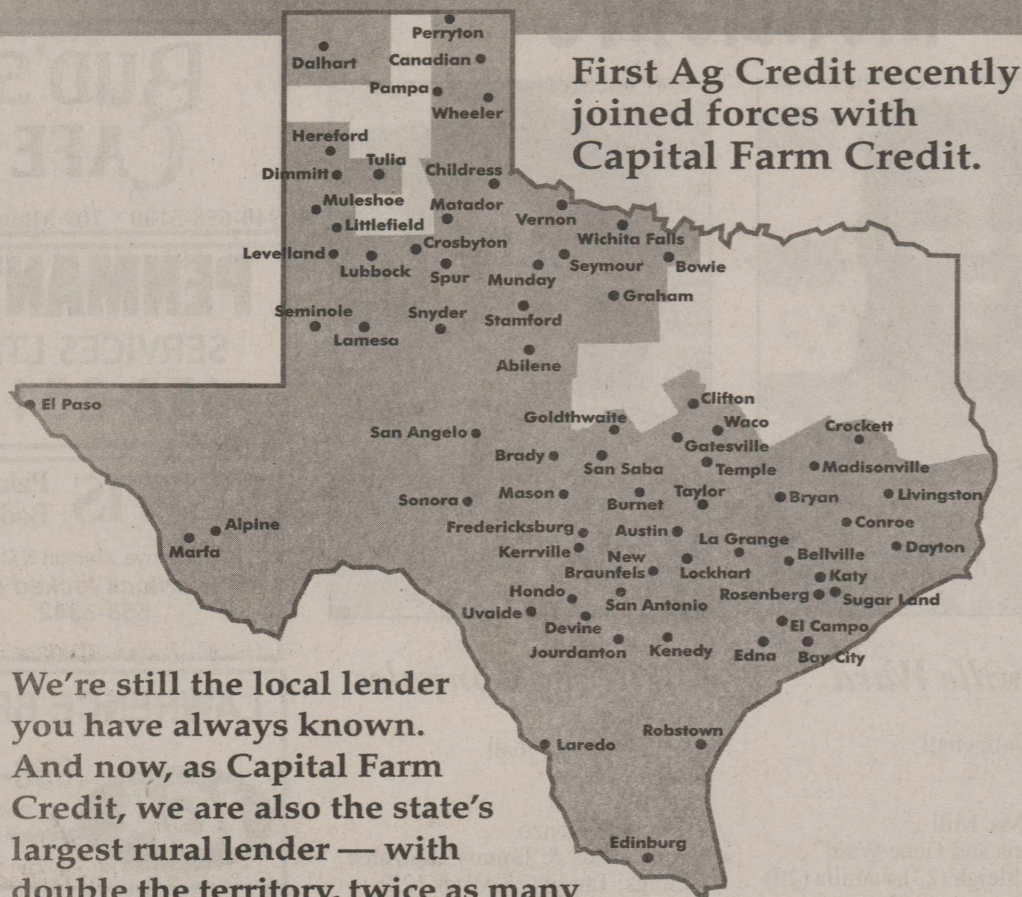 First Ag Credit recently
joined forces with
Capital Farm Credit.
Perryton
Dalhart
Canadian
Pampa
Wheeler
Hereford
Tulia
Dimmitt
Childress
Muleshoe
Matador
Littlefield
Vernon
Wichita Falls
Crosbyton
Levelland
Lubbock
Spur
Munday
Seymour
Bowie
Graham
Seminole
Snyder
Stamford
Lamesa
Abilene
El Paso
Clifton
Goldthwaite
Waco
Crockett
San Angelo
Gatesville
Brady
San Saba
Temple
Madisonville
Sonora
Mason
Burnet
Taylor
Bryan
Livingston
Alpine
Fredericksburg
Austin
La Grange
Conroe
Marfa
Kerrville
New
Braunfels
Lockhart
Bellville
Dayton
Katy
Hondo
San Antonio
Rosenberg
Sugar Land
Uvalde
Devine
El Campo
Jourdanton
Kenedy
Edna
Bay City
Laredo
Robstown
Edinburg
We're still the local lender
you have always known.
And now, as Capital Farm
Credit, we are also the state's
largest rural lender — with
double the territory, twice as many